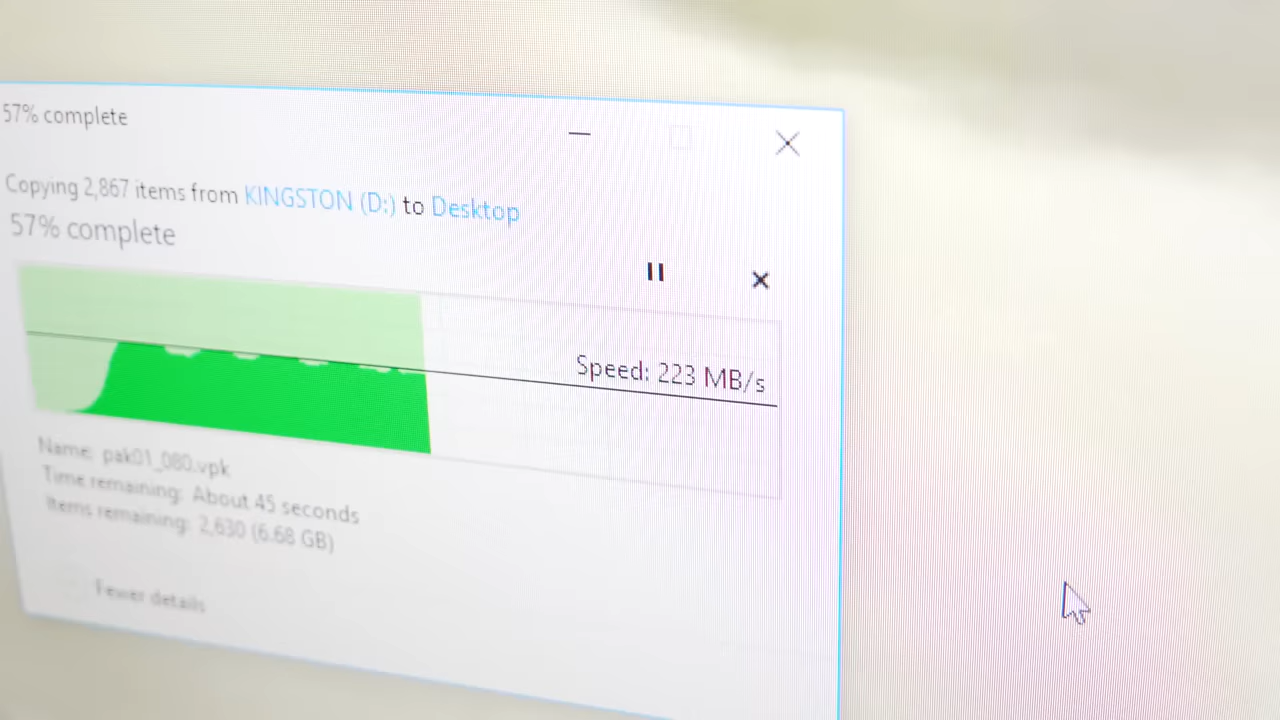 57% complete
Copying 2,867 items from KINGSTON (D:) to Desktop
57% complete
Speed: 223 MB/s
Name: pak01_080.vpk
Time remaining: About 45 seconds
Items remaining: 2,630 (6.68 GB)
Fewer details